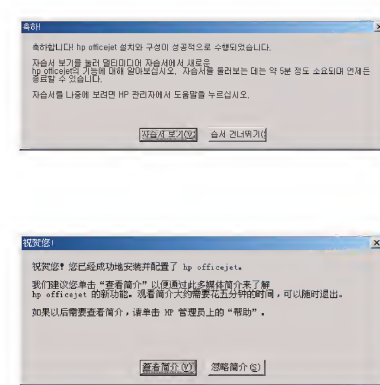 축하!
축하합니다! hp officejet 설치와 구성이 성공적으로 수행되었습니다.
자습서 보기를 눌러 멀티미디어 자습서에서 새로운
hp officejet의 기능에 대해 알아보십시오. 자습서를 둘러보는 데는 약 5분 정도 소요되며 언제든
종료할 수 있습니다.
자습서를 나중에 보려면 HP 관리자에서 도움말을 누르십시오.
자습서 보기(V) 습서 건너뛰기(
祝贺您!
祝贺您! 您已经成功地安装并配置了 hp officejet。
我们建议您单击“查看简介”以便通过此多媒体简介来了解
hp officejet 的新功能。观看简介大约需要花五分钟的时间,可以随时退出。
如果以后需要查看简介,请单击 HP 管理员上的“帮助”。
查看简介(V) 忽略简介(S)